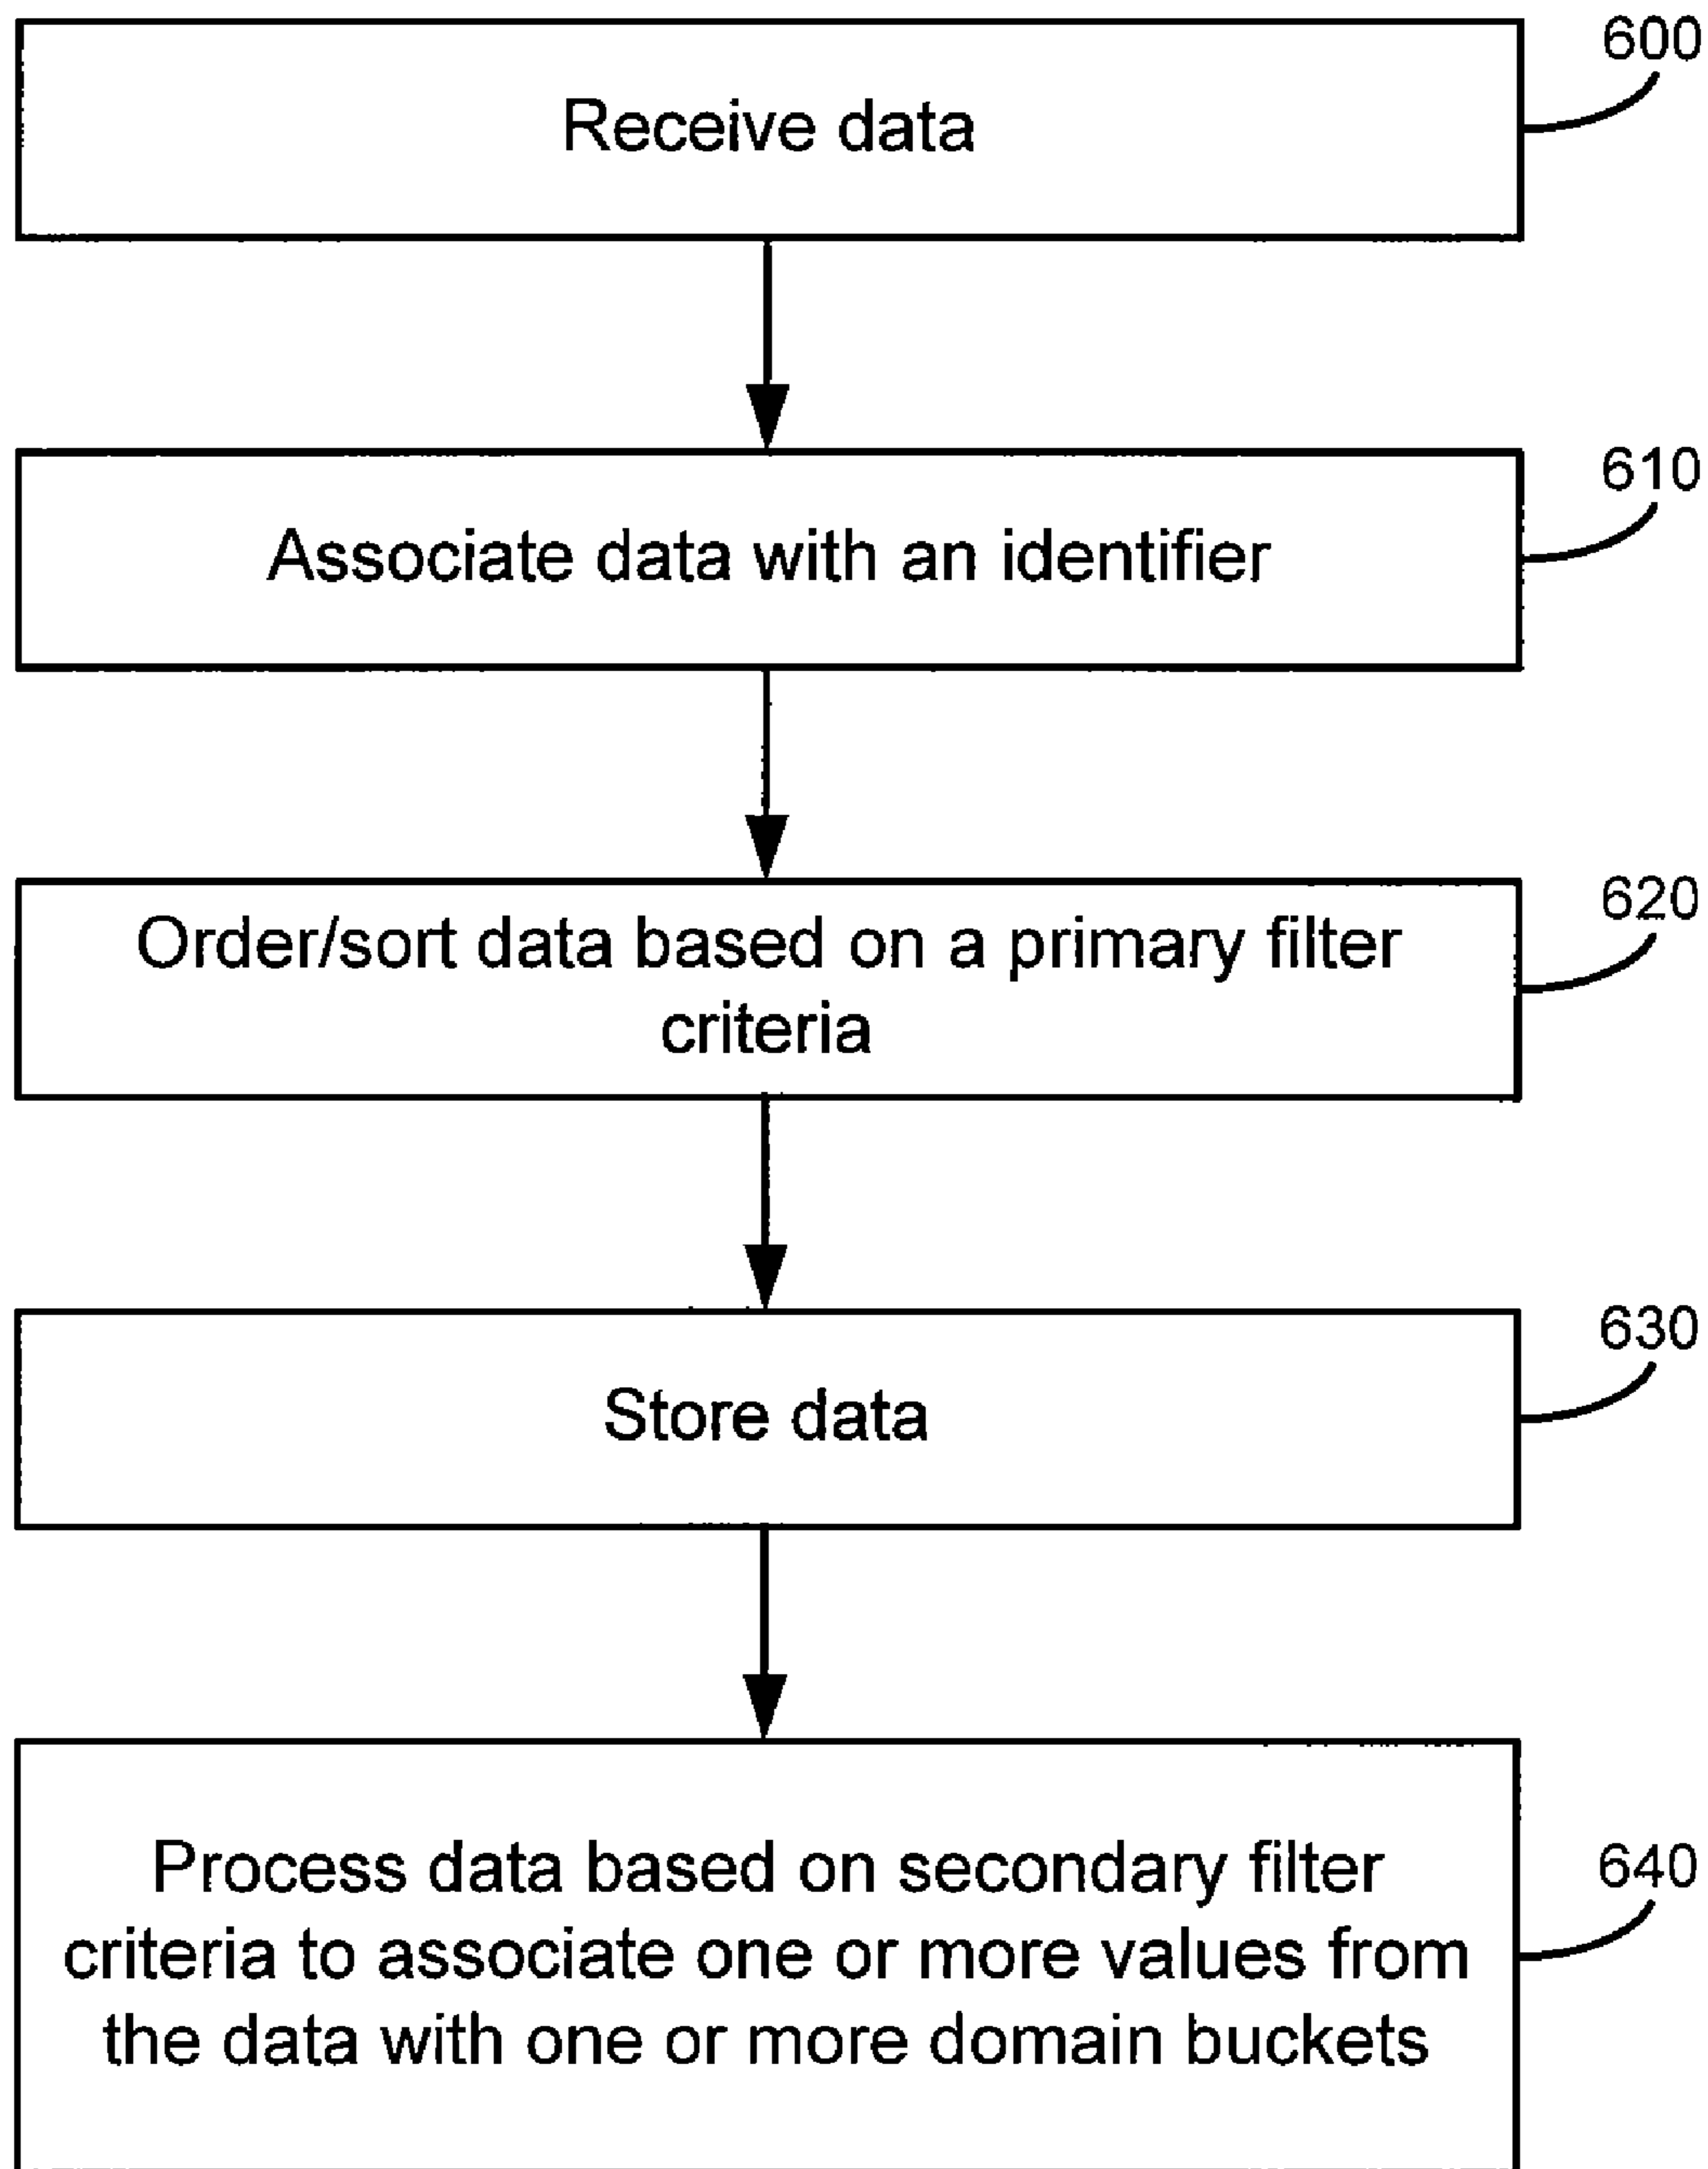 600
Receive data
610
Associate data with an identifier
620
Order/sort data based on a primary filter
criteria
630
Store data
640
Process data based on secondary filter
criteria to associate one or more values from
the data with one or more domain buckets